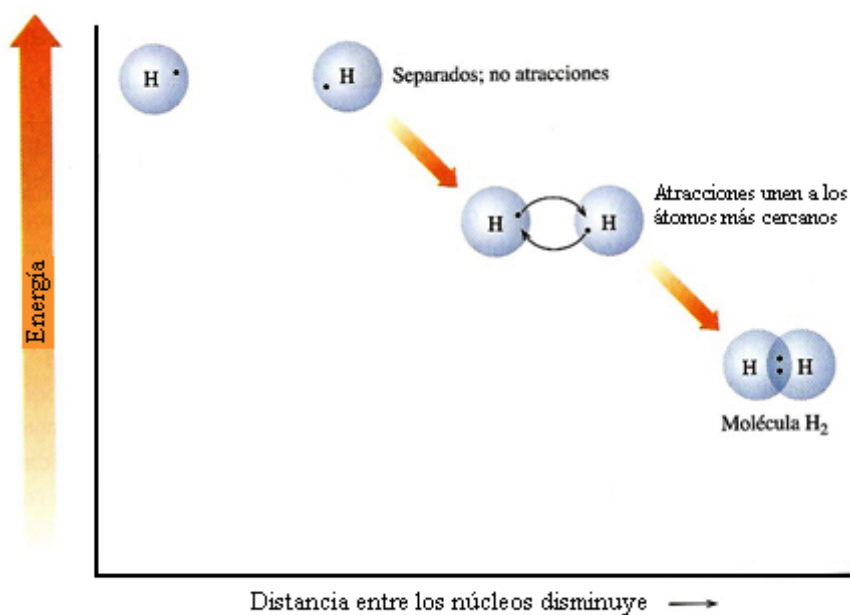 H
H
Separados; no atracciones
H
H
Atracciones unen a los
átomos más cercanos
Energía
H : H
Molécula H₂
Distancia entre los núcleos disminuye →